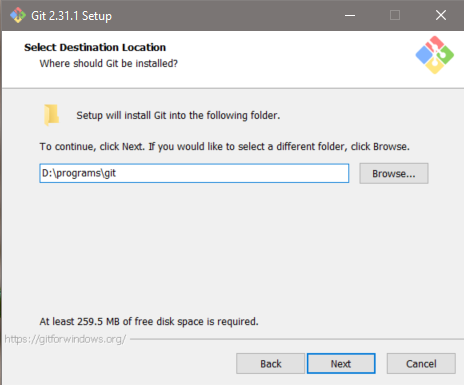 Git 2.31.1 Setup
Select Destination Location
Where should Git be installed?
Setup will install Git into the following folder.
To continue, click Next. If you would like to select a different folder, click Browse.
D:\programs\git
Browse...
At least 259.5 MB of free disk space is required.
https://gitforwindows.org/
Back
Next
Cancel